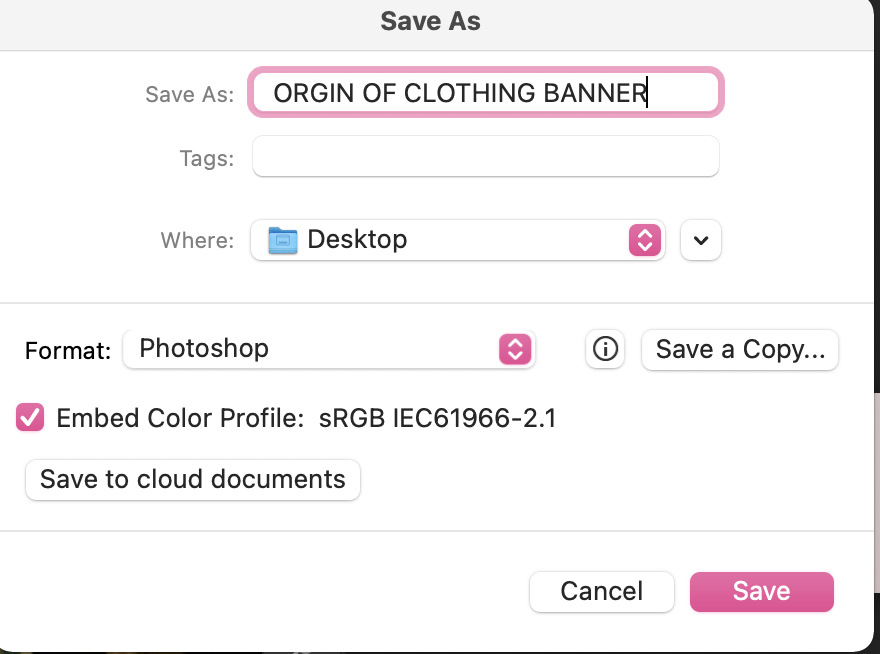 Save As
Save As: ORGIN OF CLOTHING BANNER
Tags:
Where: Desktop
Format: Photoshop Save a Copy...
Embed Color Profile: sRGB IEC61966-2.1
Save to cloud documents
Cancel Save